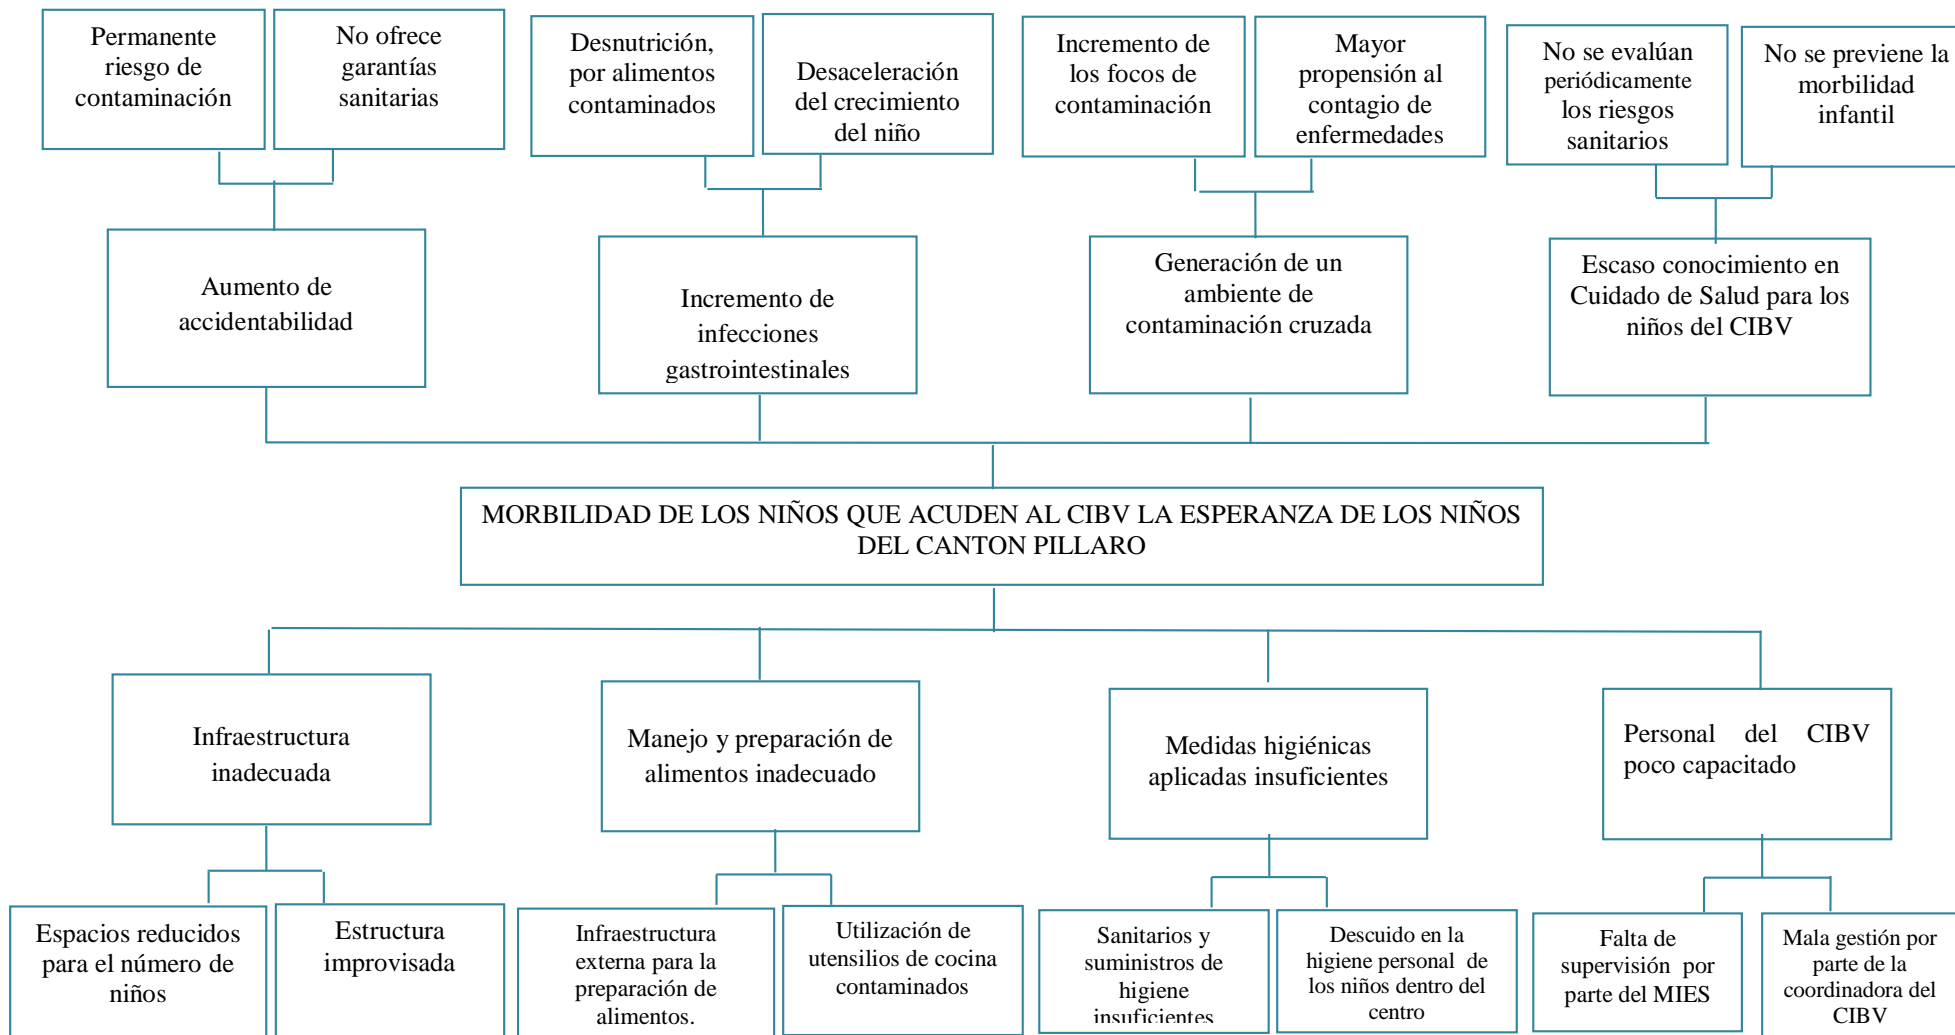 Permanente
riesgo de
contaminación
No ofrece
garantías
sanitarias
Desnutrición,
por alimentos
contaminados
Desaceleración
del crecimiento
del niño
Incremento de
los focos de
contaminación
Mayor
propensión al
contagio de
enfermedades
No se evalúan
periódicamente
los riesgos
sanitarios
No se previene la
morbilidad
infantil
Aumento de
accidentabilidad
Incremento de
infecciones
gastrointestinales
Generación de un
ambiente de
contaminación cruzada
Escaso conocimiento en
Cuidado de Salud para los
niños del CIBV
MORBILIDAD DE LOS NIÑOS QUE ACUDEN AL CIBV LA ESPERANZA DE LOS NIÑOS
DEL CANTON PILLARO
Infraestructura
inadecuada
Manejo y preparación de
alimentos inadecuado
Medidas higiénicas
aplicadas insuficientes
Personal del CIBV
poco capacitado
Espacios reducidos
para el número de
niños
Estructura
improvisada
Infraestructura
externa para la
preparación de
alimentos.
Utilización de
utensilios de cocina
contaminados
Sanitarios y
suministros de
higiene
insuficientes
Descuido en la
higiene personal de
los niños dentro del
centro
Falta de
supervisión por
parte del MIES
Mala gestión por
parte de la
coordinadora del
CIBV